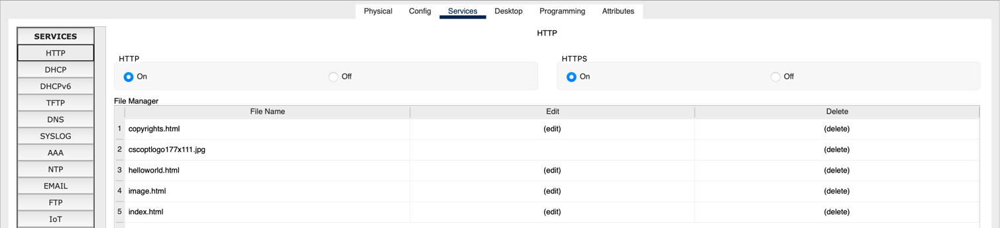 Physical Config Services Desktop Programming Attributes
SERVICES
HTTP
DHCP
DHCPv6
TFTP
DNS
SYSLOG
AAA
NTP
EMAIL
FTP
IoT
HTTP
HTTP
On Off
HTTPS
On Off
File Manager
File Name Edit Delete
1 copyrights.html (edit) (delete)
2 cscoptlogo177x111.jpg (delete)
3 helloworld.html (edit) (delete)
4 image.html (edit) (delete)
5 index.html (edit) (delete)